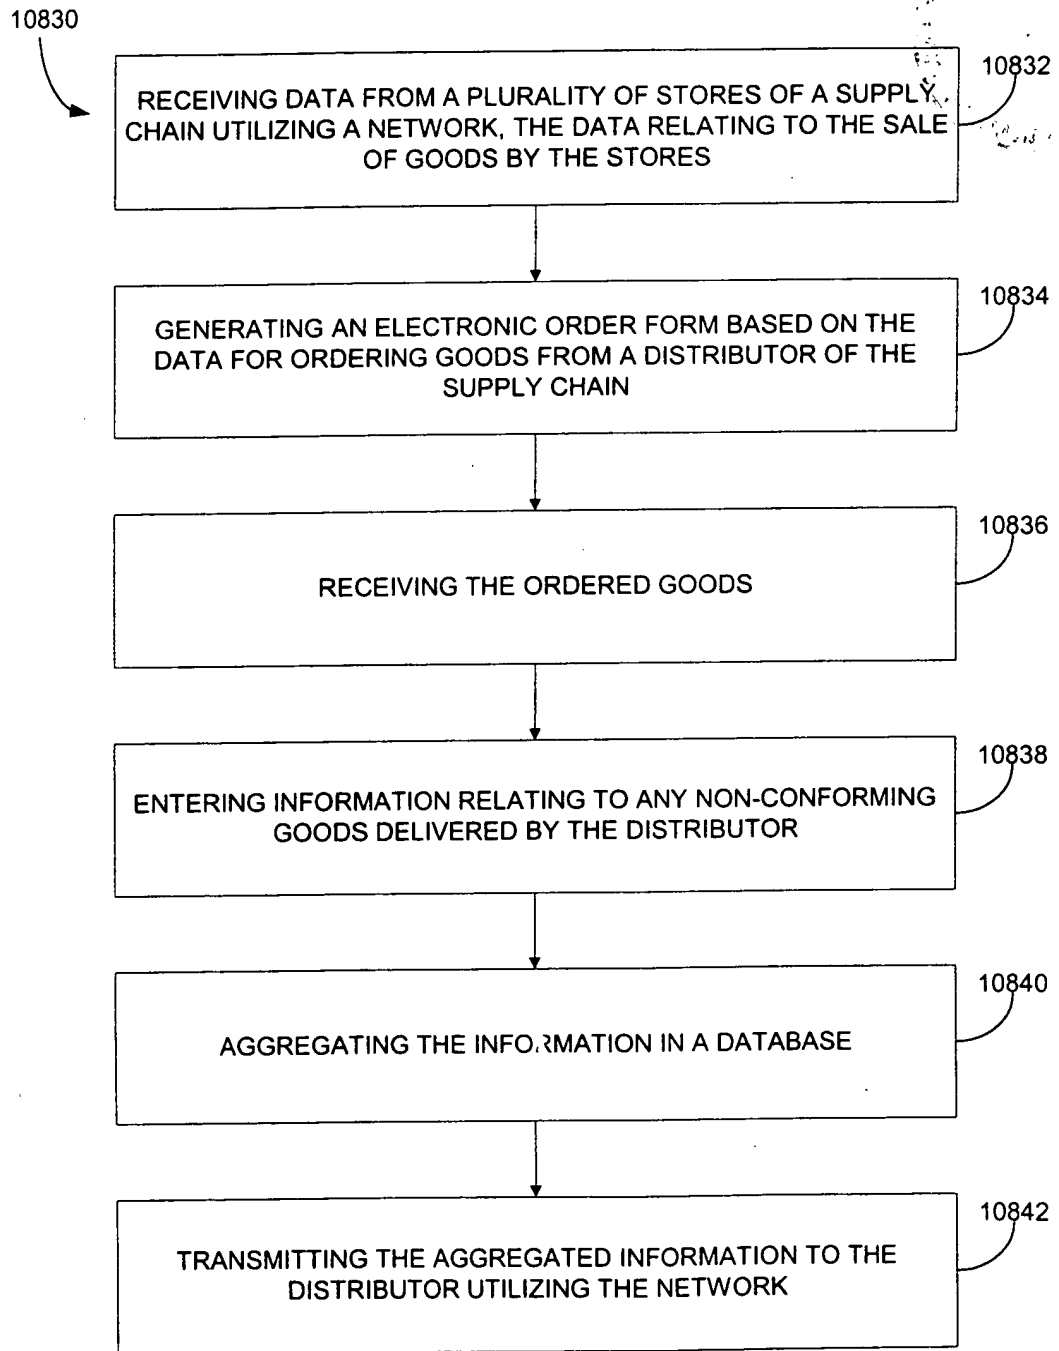 10830
10832
RECEIVING DATA FROM A PLURALITY OF STORES OF A SUPPLY
CHAIN UTILIZING A NETWORK, THE DATA RELATING TO THE SALE
OF GOODS BY THE STORES
10834
GENERATING AN ELECTRONIC ORDER FORM BASED ON THE
DATA FOR ORDERING GOODS FROM A DISTRIBUTOR OF THE
SUPPLY CHAIN
10836
RECEIVING THE ORDERED GOODS
10838
ENTERING INFORMATION RELATING TO ANY NON-CONFORMING
GOODS DELIVERED BY THE DISTRIBUTOR
10840
AGGREGATING THE INFORMATION IN A DATABASE
10842
TRANSMITTING THE AGGREGATED INFORMATION TO THE
DISTRIBUTOR UTILIZING THE NETWORK